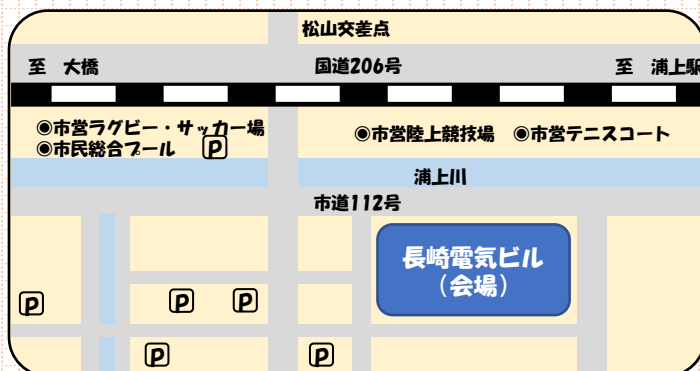 松山交差点
至　大橋
国道206号
至　浦上駅
◉市営ラグビー・サッカー場
◉市民総合プール
P
◉市営陸上競技場
◉市営テニスコート
浦上川
市道112号
長崎電気ビル
（会場）
P
P
P
P
P